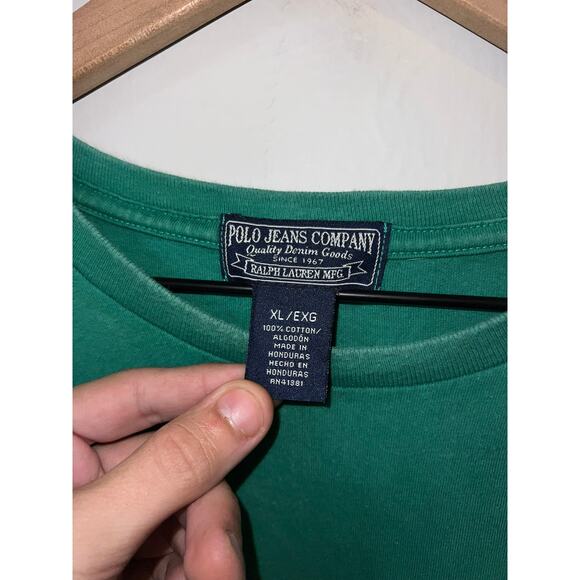 POLO JEANS COMPANY
Quality Denim Goods
SINCE 1967
RALPH LAUREN MFG.
XL/EXG
100% COTTON/
ALGODÓN
MADE IN
HONDURAS
HECHO EN
HONDURAS
RN41381